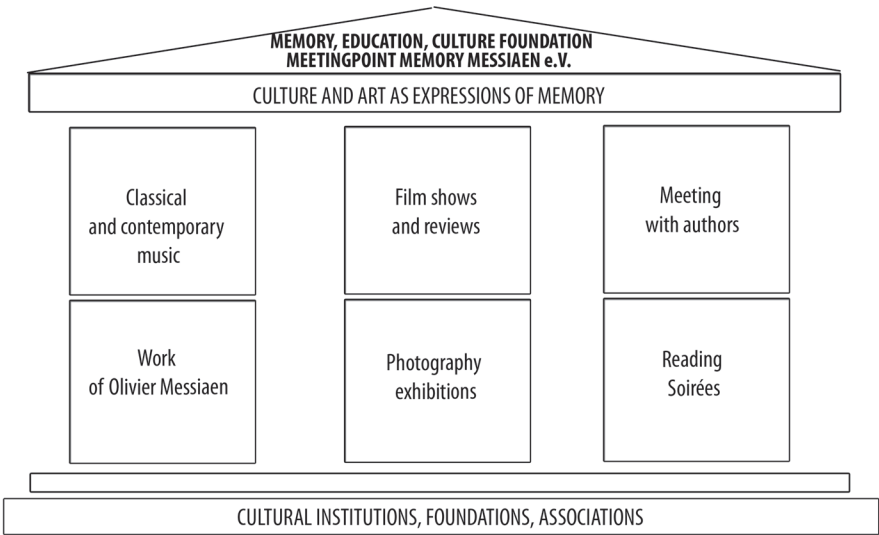 MEMORY, EDUCATION, CULTURE FOUNDATION
MEETINGPOINT MEMORY MESSIAEN e.V.
CULTURE AND ART AS EXPRESSIONS OF MEMORY
Classical
and contemporary
music
Film shows
and reviews
Meeting
with authors
Work
of Olivier Messiaen
Photography
exhibitions
Reading
Soirées
CULTURAL INSTITUTIONS, FOUNDATIONS, ASSOCIATIONS